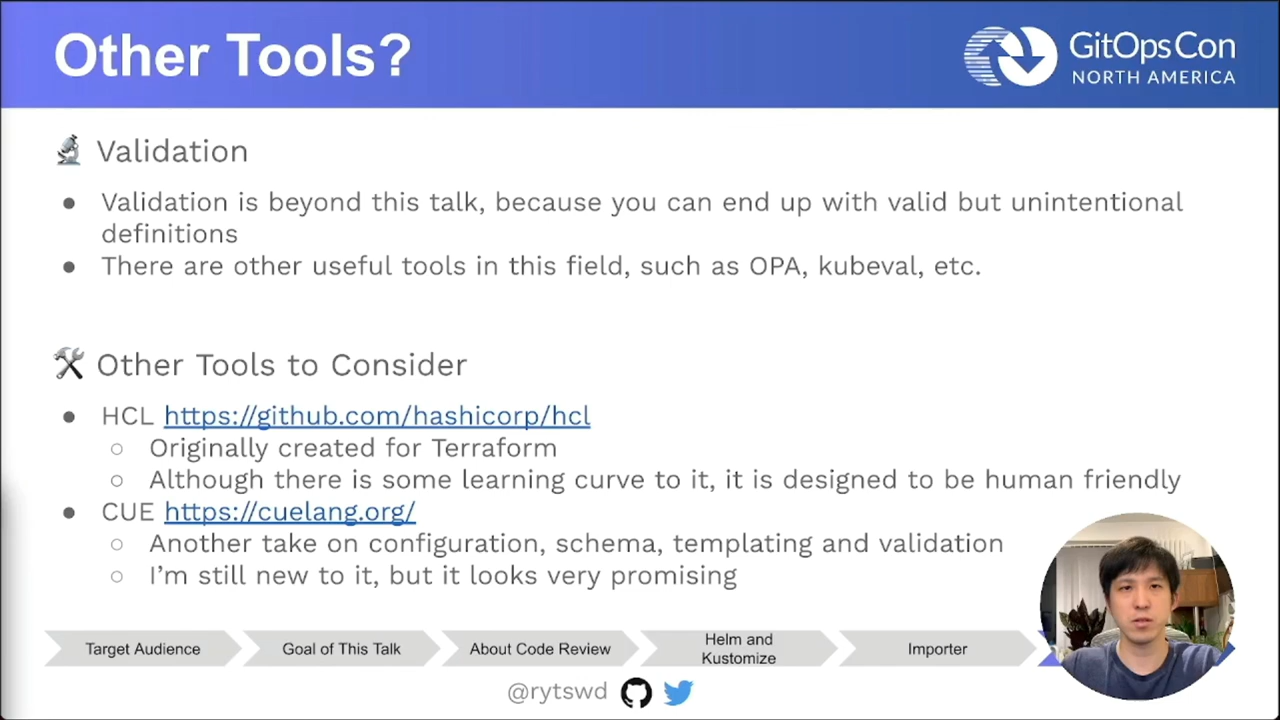 Other Tools?
GitOpsCon
NORTH AMERICA
Validation
● Validation is beyond this talk, because you can end up with valid but unintentional
definitions
● There are other useful tools in this field, such as OPA, kubeval, etc.
Other Tools to Consider
● HCL https://github.com/hashicorp/hcl
○ Originally created for Terraform
○ Although there is some learning curve to it, it is designed to be human friendly
● CUE https://cuelang.org/
○ Another take on configuration, schema, templating and validation
○ I'm still new to it, but it looks very promising
Target Audience
Goal of This Talk
About Code Review
Helm and
Kustomize
Importer
@rytswd